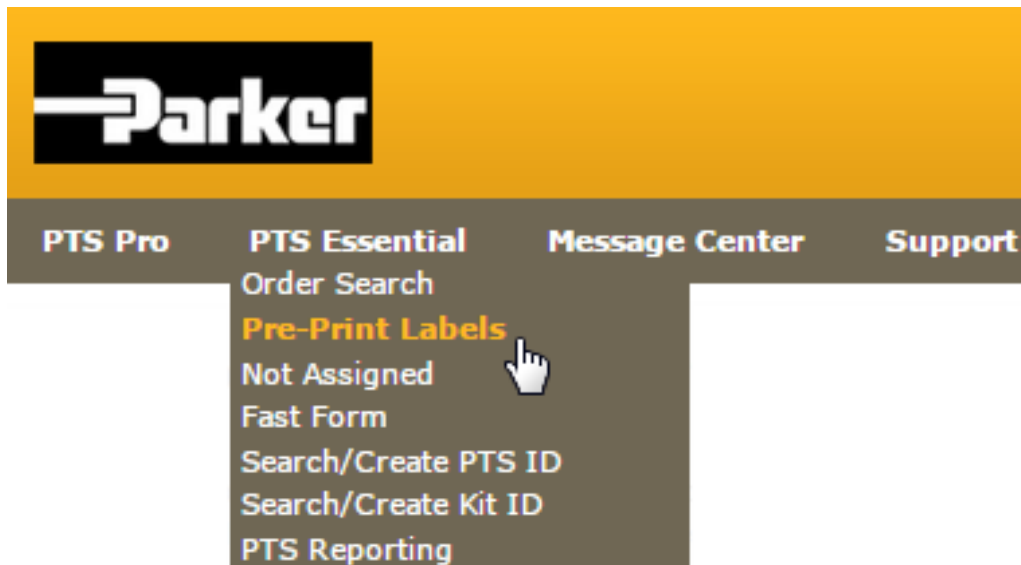 Parker
PTS Pro PTS Essential Message Center Support
Order Search
Pre-Print Labels
Not Assigned
Fast Form
Search/Create PTS ID
Search/Create Kit ID
PTS Reporting